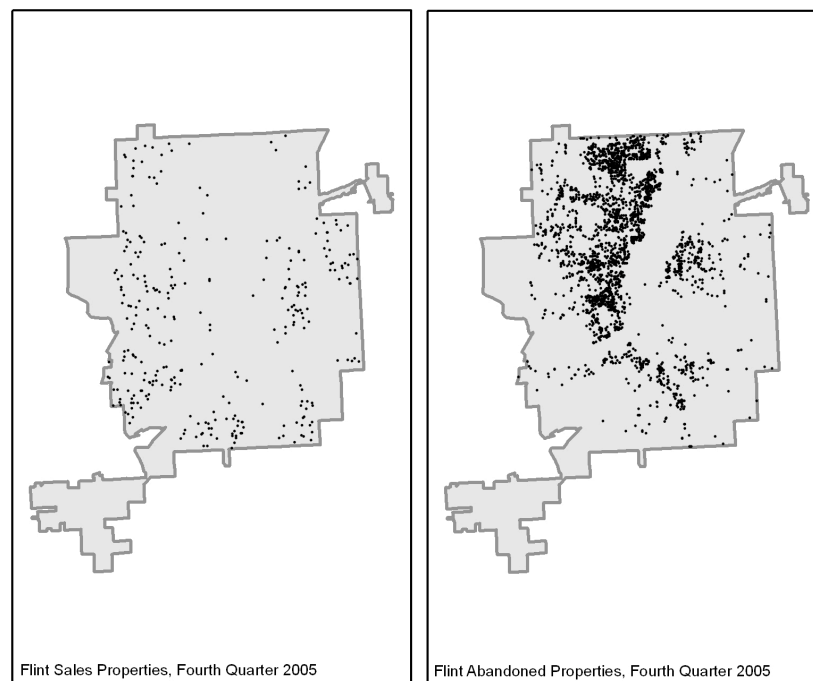 Flint Sales Properties, Fourth Quarter 2005
Flint Abandoned Properties, Fourth Quarter 2005